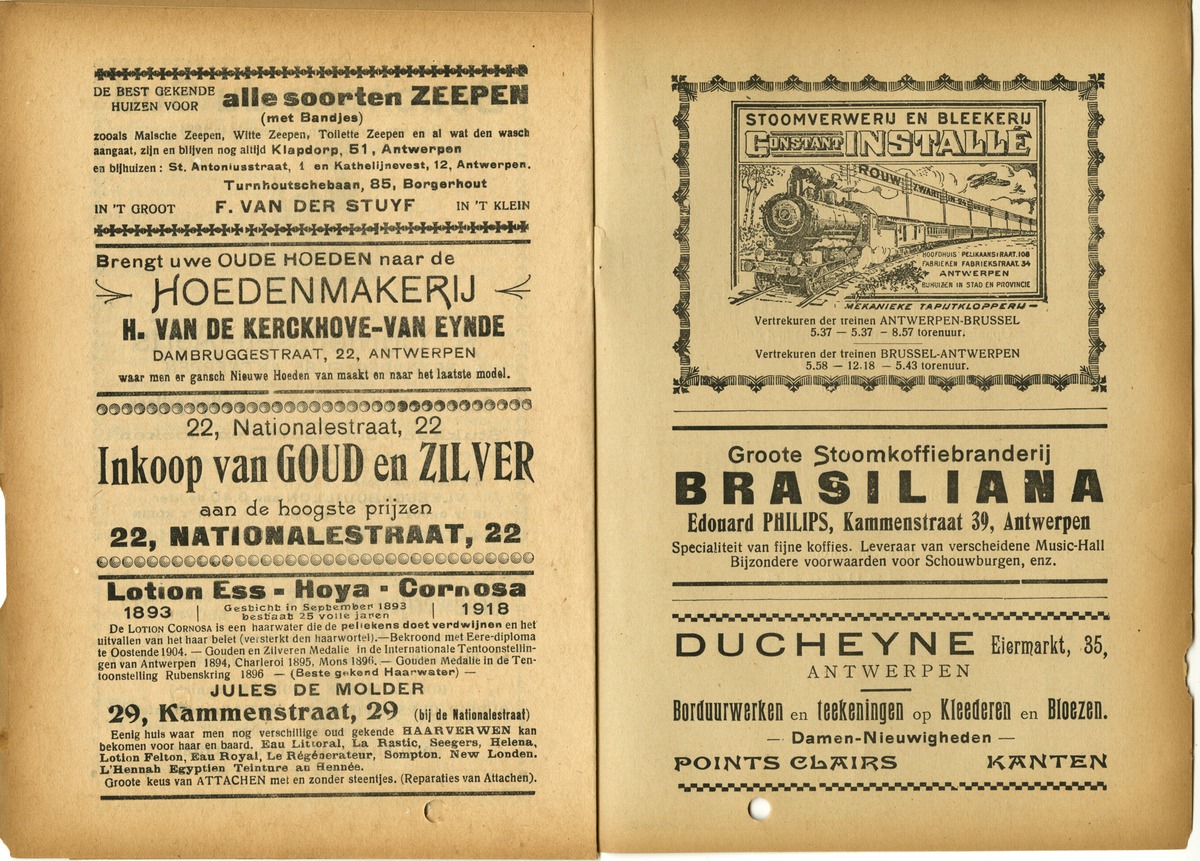 DE BEST GEKENDE HUIZEN VOOR alle soorten ZEEPEN
(met Bandjes)
zooals Malsche Zeepen, Witte Zeepen, Toilette Zeepen en al wat den wasch
aangaat, zijn en blijven nog altijd Klapdorp, 51, Antwerpen
en bijhuizen: St. Antoniusstraat, 1 en Kathelijnevest, 12, Antwerpen.
Turnhoutschebaan, 85, Borgerhout
IN 'T GROOT F. VAN DER STUYF IN 'T KLEIN
Brengt uwe OUDE HOEDEN naar de
HOEDENMAKERIJ
H. VAN DE KERCKHOVE-VAN EYNDE
DAMBRUGGESTRAAT, 22, ANTWERPEN
waar men er gansch Nieuwe Hoeden van maakt en naar het laatste model.
22, Nationalestraat, 22
Inkoop van GOUD en ZILVER
aan de hoogste prijzen
22, NATIONALESTRAAT, 22
Lotion Ess - Hoya - Cornosa
1893 | Gesticht in September 1893 | 1918
bestaat 25 volle jaren
De LOTION CORNOSA is een haarwater die de peliekens doet verdwijnen en het
uitvallen van het haar belet (versterkt den haarwortel).—Bekroond met Eere-diploma
te Oostende 1904. — Gouden en Zilveren Medalie in de Internationale Tentoonstellin-
gen van Antwerpen 1894, Charleroi 1895, Mons 1896. — Gouden Medalie in de Ten-
toonstelling Rubenskring 1896 — (Beste gekend Haarwater) —
JULES DE MOLDER
29, Kammenstraat, 29 (bij de Nationalestraat)
Eenig huis waar men nog verschillige oud gekende HAARVERWEN kan
bekomen voor haar en baard. Eau Littoral, La Rastic, Seegers, Helena,
Lotion Felton, Eau Royal, Le Régénerateur, Sompton. New Londen.
L'Hennah Egyptien Teinture au Hennée.
Groote keus van ATTACHEN met en zonder steentjes. (Reparaties van Attachen).
STOOMVERWERIJ EN BLEEKERIJ
CONSTANT INSTALLÉ
ROUW ZWART IN 24
HOOFDHUIS PELIKAANSTRAAT. 108
FABRIEKEN FABRIEKSTRAAT. 34
ANTWERPEN
BIJHUIZEN IN STAD EN PROVINCIE
MEKANIEKE TAPIJTKLOPPERIJ
Vertrekuren der treinen ANTWERPEN-BRUSSEL
5.37 — 5.37 — 8.57 torenuur.
Vertrekuren der treinen BRUSSEL-ANTWERPEN
5.58 — 12.18 — 5.43 torenuur.
Groote Stoomkoffiebranderij
BRASILIANA
Edouard PHILIPS, Kammenstraat 39, Antwerpen
Specialiteit van fijne koffies. Leveraar van verscheidene Music-Hall
Bijzondere voorwaarden voor Schouwburgen, enz.
DUCHEYNE Eiermarkt, 35,
ANTWERPEN
Borduurwerken en teekeningen op Kleederen en Bloezen.
— Damen-Nieuwigheden —
POINTS CLAIRS KANTEN